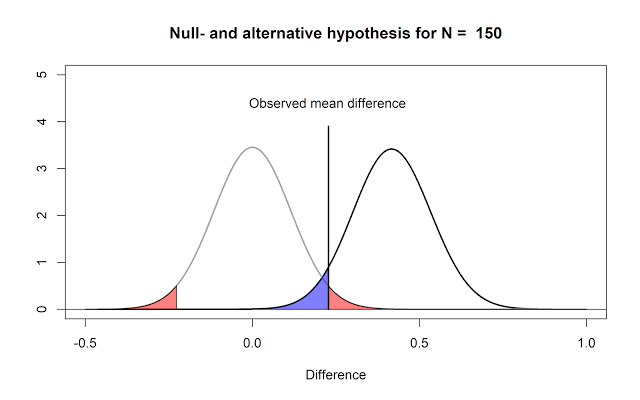 Null- and alternative hypothesis for N =  150
Observed mean difference
5
4
3
2
1
0
-0.5 0.0 0.5 1.0
Difference